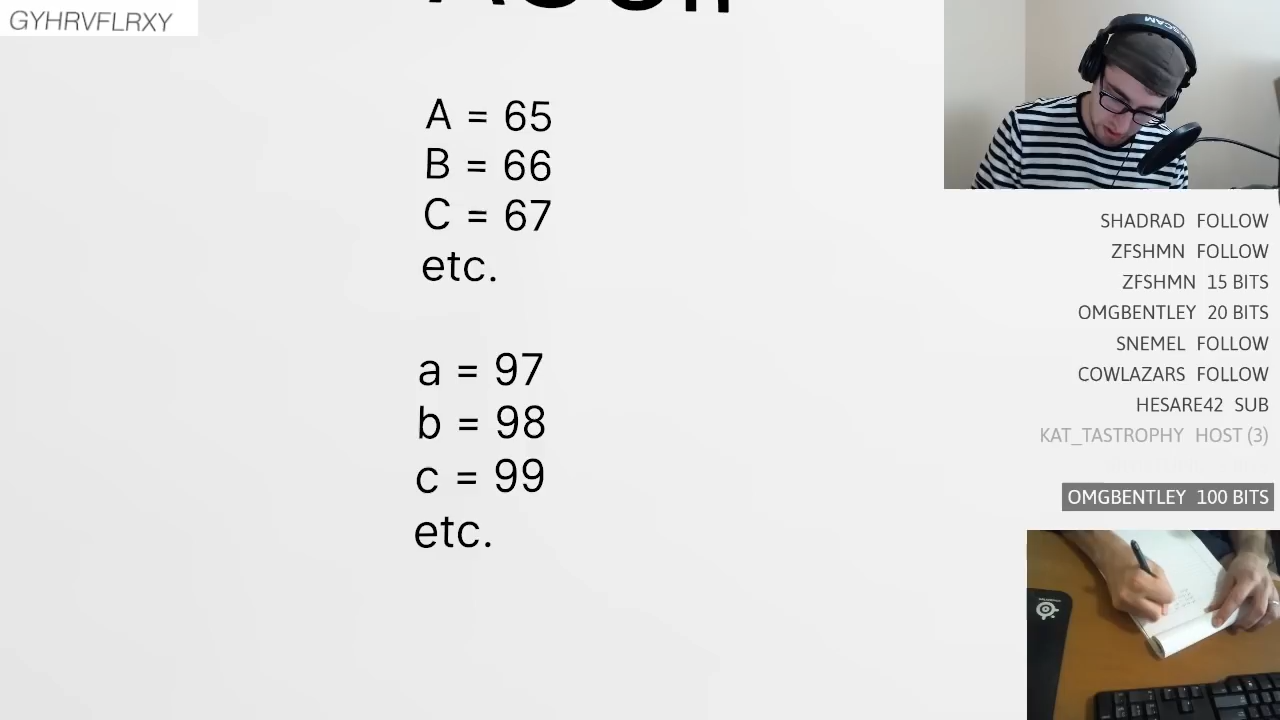 GYHRVFLRXY
A = 65
B = 66
C = 67
etc.
a = 97
b = 98
c = 99
etc.
SHADRAD FOLLOW
ZFSHMN FOLLOW
ZFSHMN 15 BITS
OMGBENTLEY 20 BITS
SNEMEL FOLLOW
COWLAZARS FOLLOW
HESARE42 SUB
KAT_TASTROPHY HOST (3)
OMGBENTLEY 100 BITS